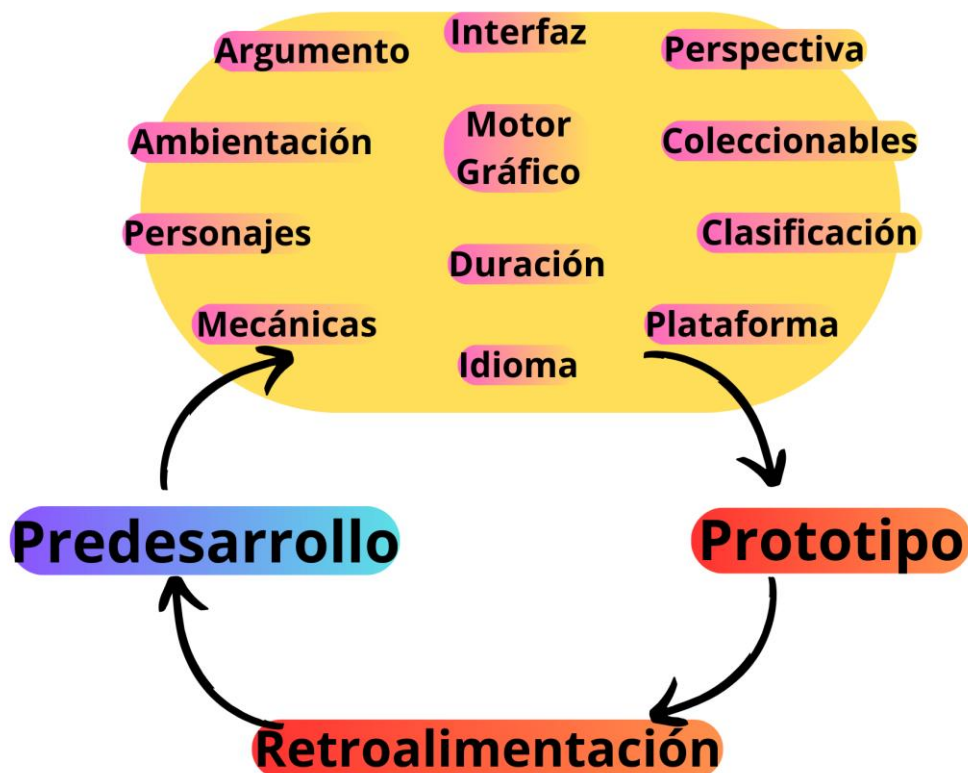 Argumento
Interfaz
Perspectiva
Ambientación
Motor
Gráfico
Coleccionables
Personajes
Duración
Clasificación
Mecánicas
Idioma
Plataforma
Predesarrollo
Prototipo
Retroalimentación